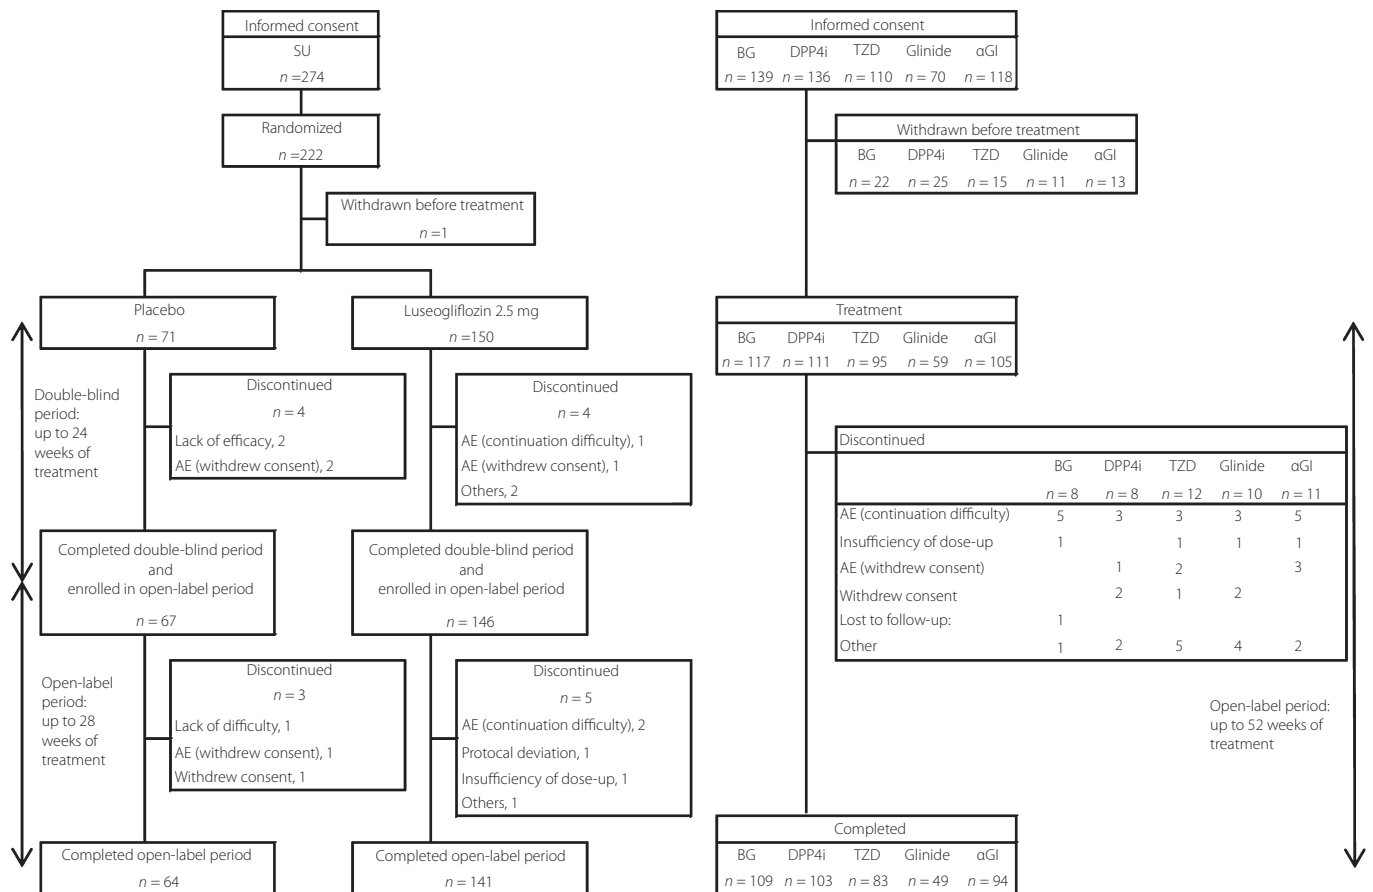 Informed consent
SU
n =274
Randomized
n =222
Withdrawn before treatment
n =1
Placebo
n = 71
Luseogliflozin 2.5 mg
n =150
Double-blind
period:
up to 24
weeks of
treatment
Discontinued
n = 4
Lack of efficacy, 2
AE (withdrew consent), 2
Discontinued
n = 4
AE (continuation difficulty), 1
AE (withdrew consent), 1
Others, 2
Completed double-blind period
and
enrolled in open-label period
n = 67
Completed double-blind period
and
enrolled in open-label period
n = 146
Open-label
period:
up to 28
weeks of
treatment
Discontinued
n = 3
Lack of difficulty, 1
AE (withdrew consent), 1
Withdrew consent, 1
Discontinued
n = 5
AE (continuation difficulty), 2
Protocal deviation, 1
Insufficiency of dose-up, 1
Others, 1
Completed open-label period
n = 64
Completed open-label period
n = 141
Informed consent
BG DPP4i TZD Glinide αGI
n = 139 n = 136 n = 110 n = 70 n = 118
Withdrawn before treatment
BG DPP4i TZD Glinide αGI
n = 22 n = 25 n = 15 n = 11 n = 13
Treatment
BG DPP4i TZD Glinide αGI
n = 117 n = 111 n = 95 n = 59 n = 105
Discontinued
BG DPP4i TZD Glinide αGI
n = 8 n = 8 n = 12 n = 10 n = 11
AE (continuation difficulty) 5 3 3 3 5
Insufficiency of dose-up 1 1 1 1
AE (withdrew consent) 1 2 3
Withdrew consent 2 1 2
Lost to follow-up: 1
Other 1 2 5 4 2
Open-label period:
up to 52 weeks of
treatment
Completed
BG DPP4i TZD Glinide αGI
n = 109 n = 103 n = 83 n = 49 n = 94